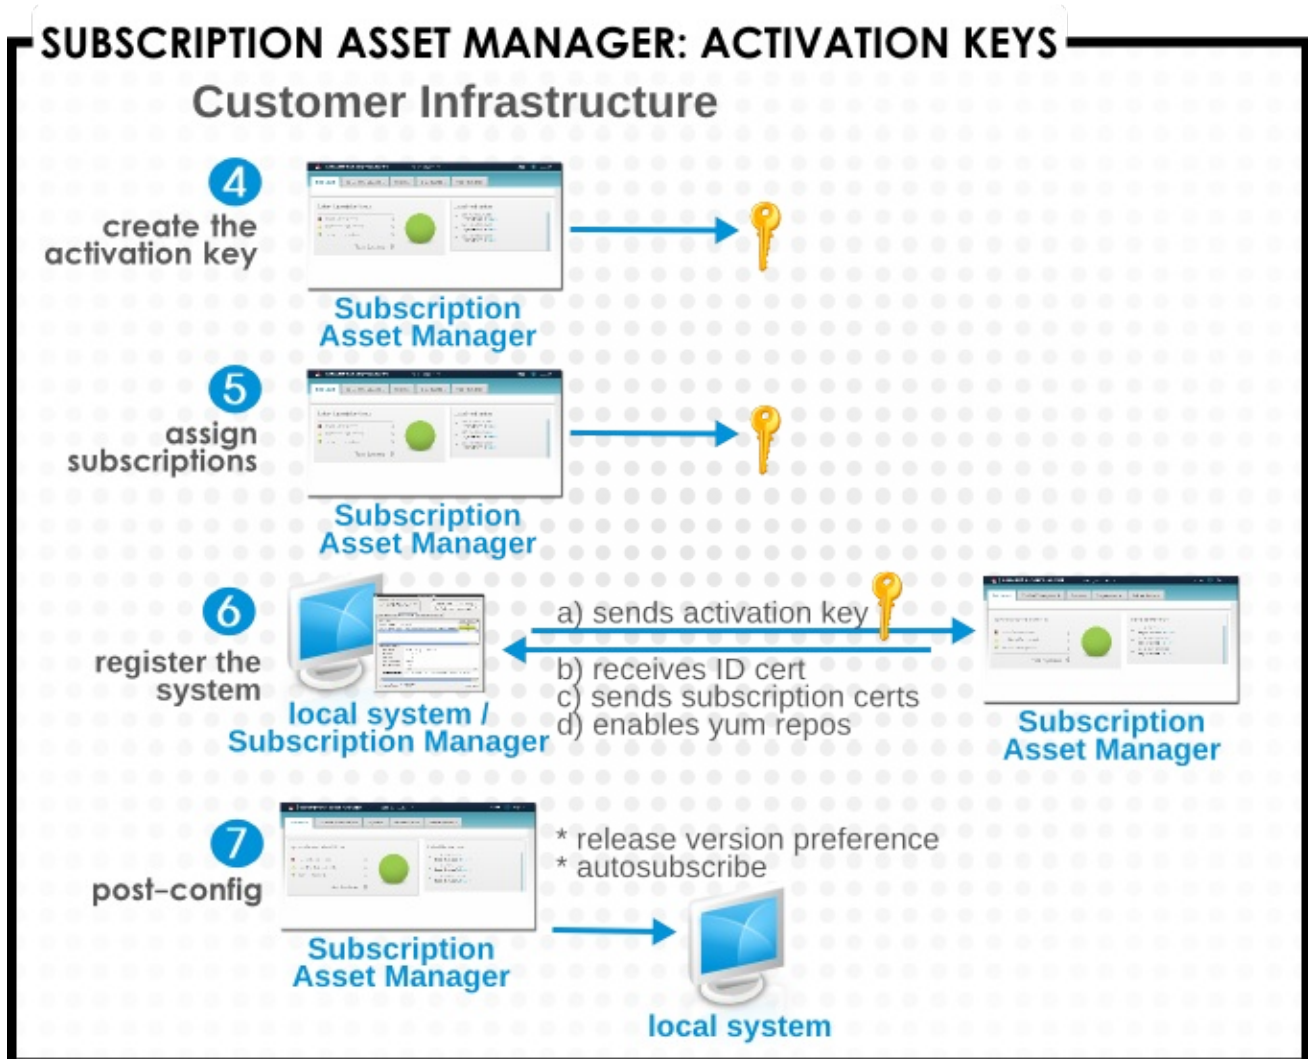 SUBSCRIPTION ASSET MANAGER: ACTIVATION KEYS
Customer Infrastructure
4
create the
activation key
Subscription
Asset Manager
5
assign
subscriptions
Subscription
Asset Manager
6
register the
system
local system /
Subscription Manager
a) sends activation key
b) receives ID cert
c) sends subscription certs
d) enables yum repos
Subscription
Asset Manager
7
post-config
Subscription
Asset Manager
* release version preference
* autosubscribe
local system